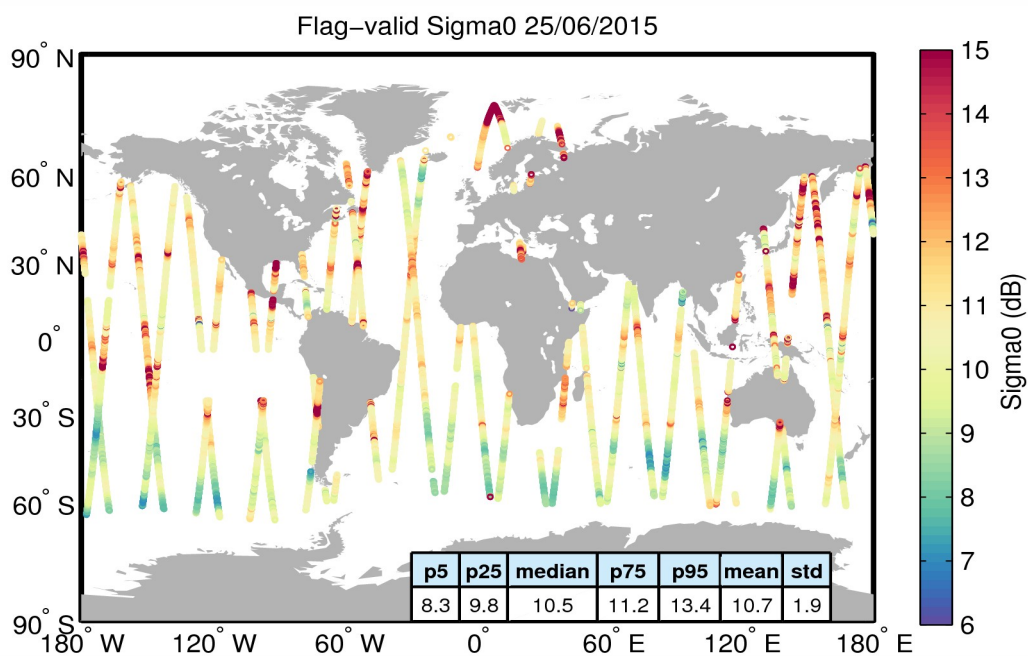 Flag-valid Sigma0 25/06/2015
90° N
60° N
30° N
0°
30° S
60° S
90° S
180° W
120° W
60° W
0°
60° E
120° E
180° E
p5 p25 median p75 p95 mean std
8.3 9.8 10.5 11.2 13.4 10.7 1.9
15
14
13
12
11
10
9
8
7
6
Sigma0 (dB)